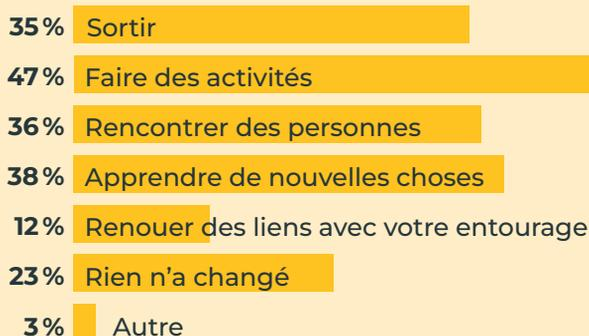 35 % Sortir
47 % Faire des activités
36 % Rencontrer des personnes
38 % Apprendre de nouvelles choses
12 % Renouer des liens avec votre entourage
23 % Rien n’a changé
3 % Autre